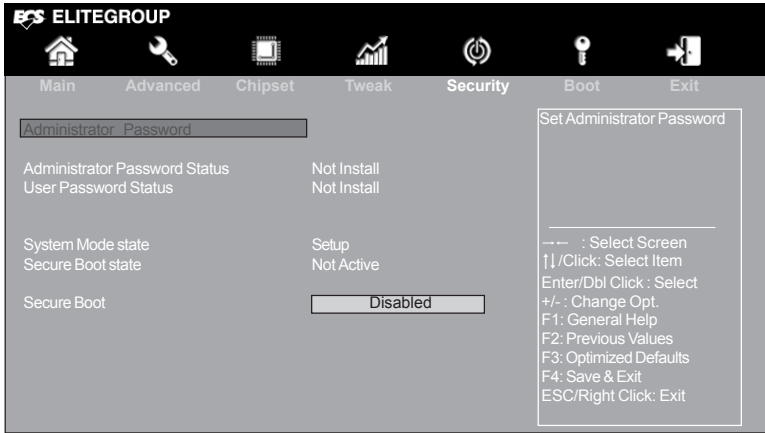 ECS ELITEGROUP
Main Advanced Chipset Tweak Security Boot Exit
Administrator Password
Administrator Password Status Not Install
User Password Status Not Install
System Mode state Setup
Secure Boot state Not Active
Secure Boot Disabled
Set Administrator Password
→← : Select Screen
↑↓/Click: Select Item
Enter/Dbl Click : Select
+/- : Change Opt.
F1: General Help
F2: Previous Values
F3: Optimized Defaults
F4: Save & Exit
ESC/Right Click: Exit